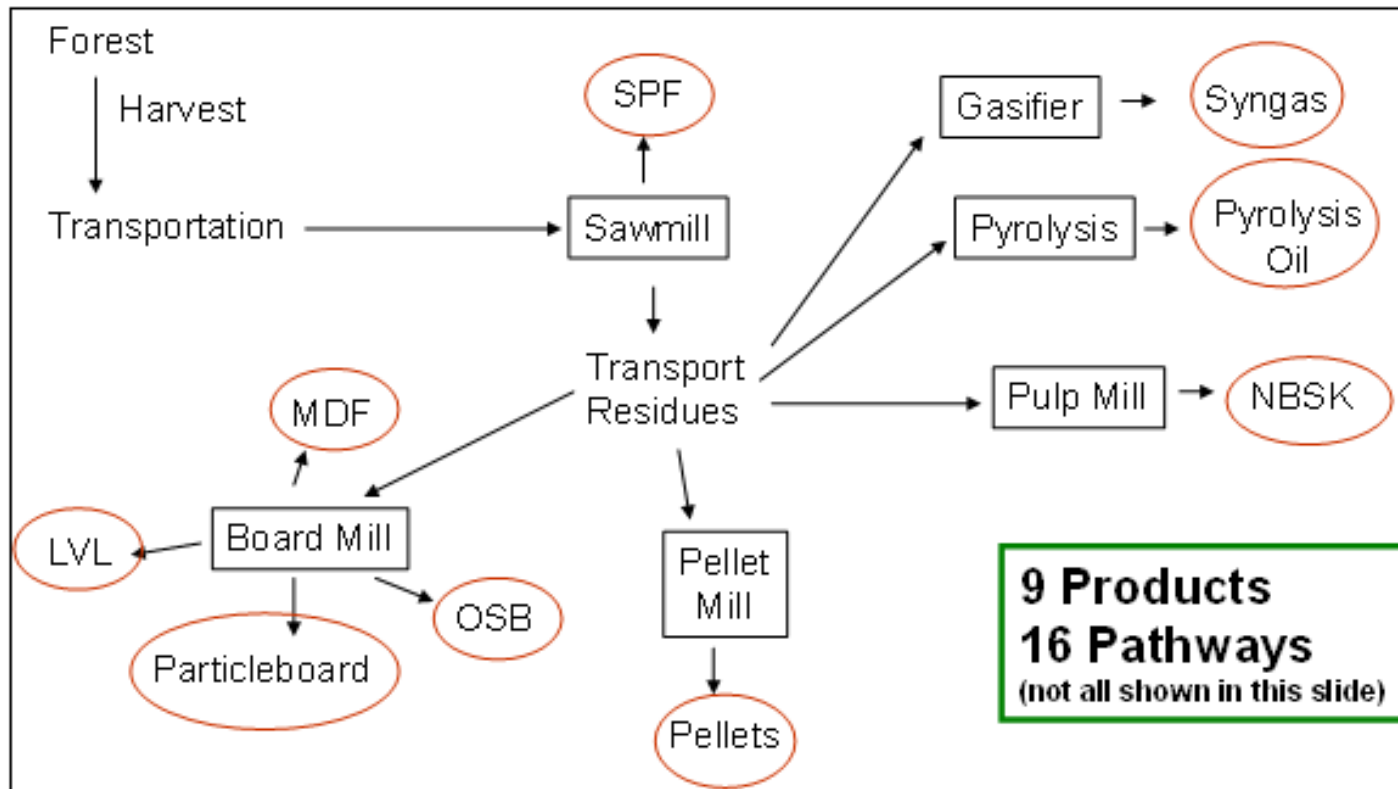 Forest
Harvest
Transportation
SPF
Sawmill
Gasifier
Syngas
Pyrolysis
Pyrolysis
Oil
Transport
Residues
Pulp Mill
NBSK
MDF
LVL
Board Mill
OSB
Particleboard
Pellet
Mill
Pellets
9 Products
16 Pathways
(not all shown in this slide)